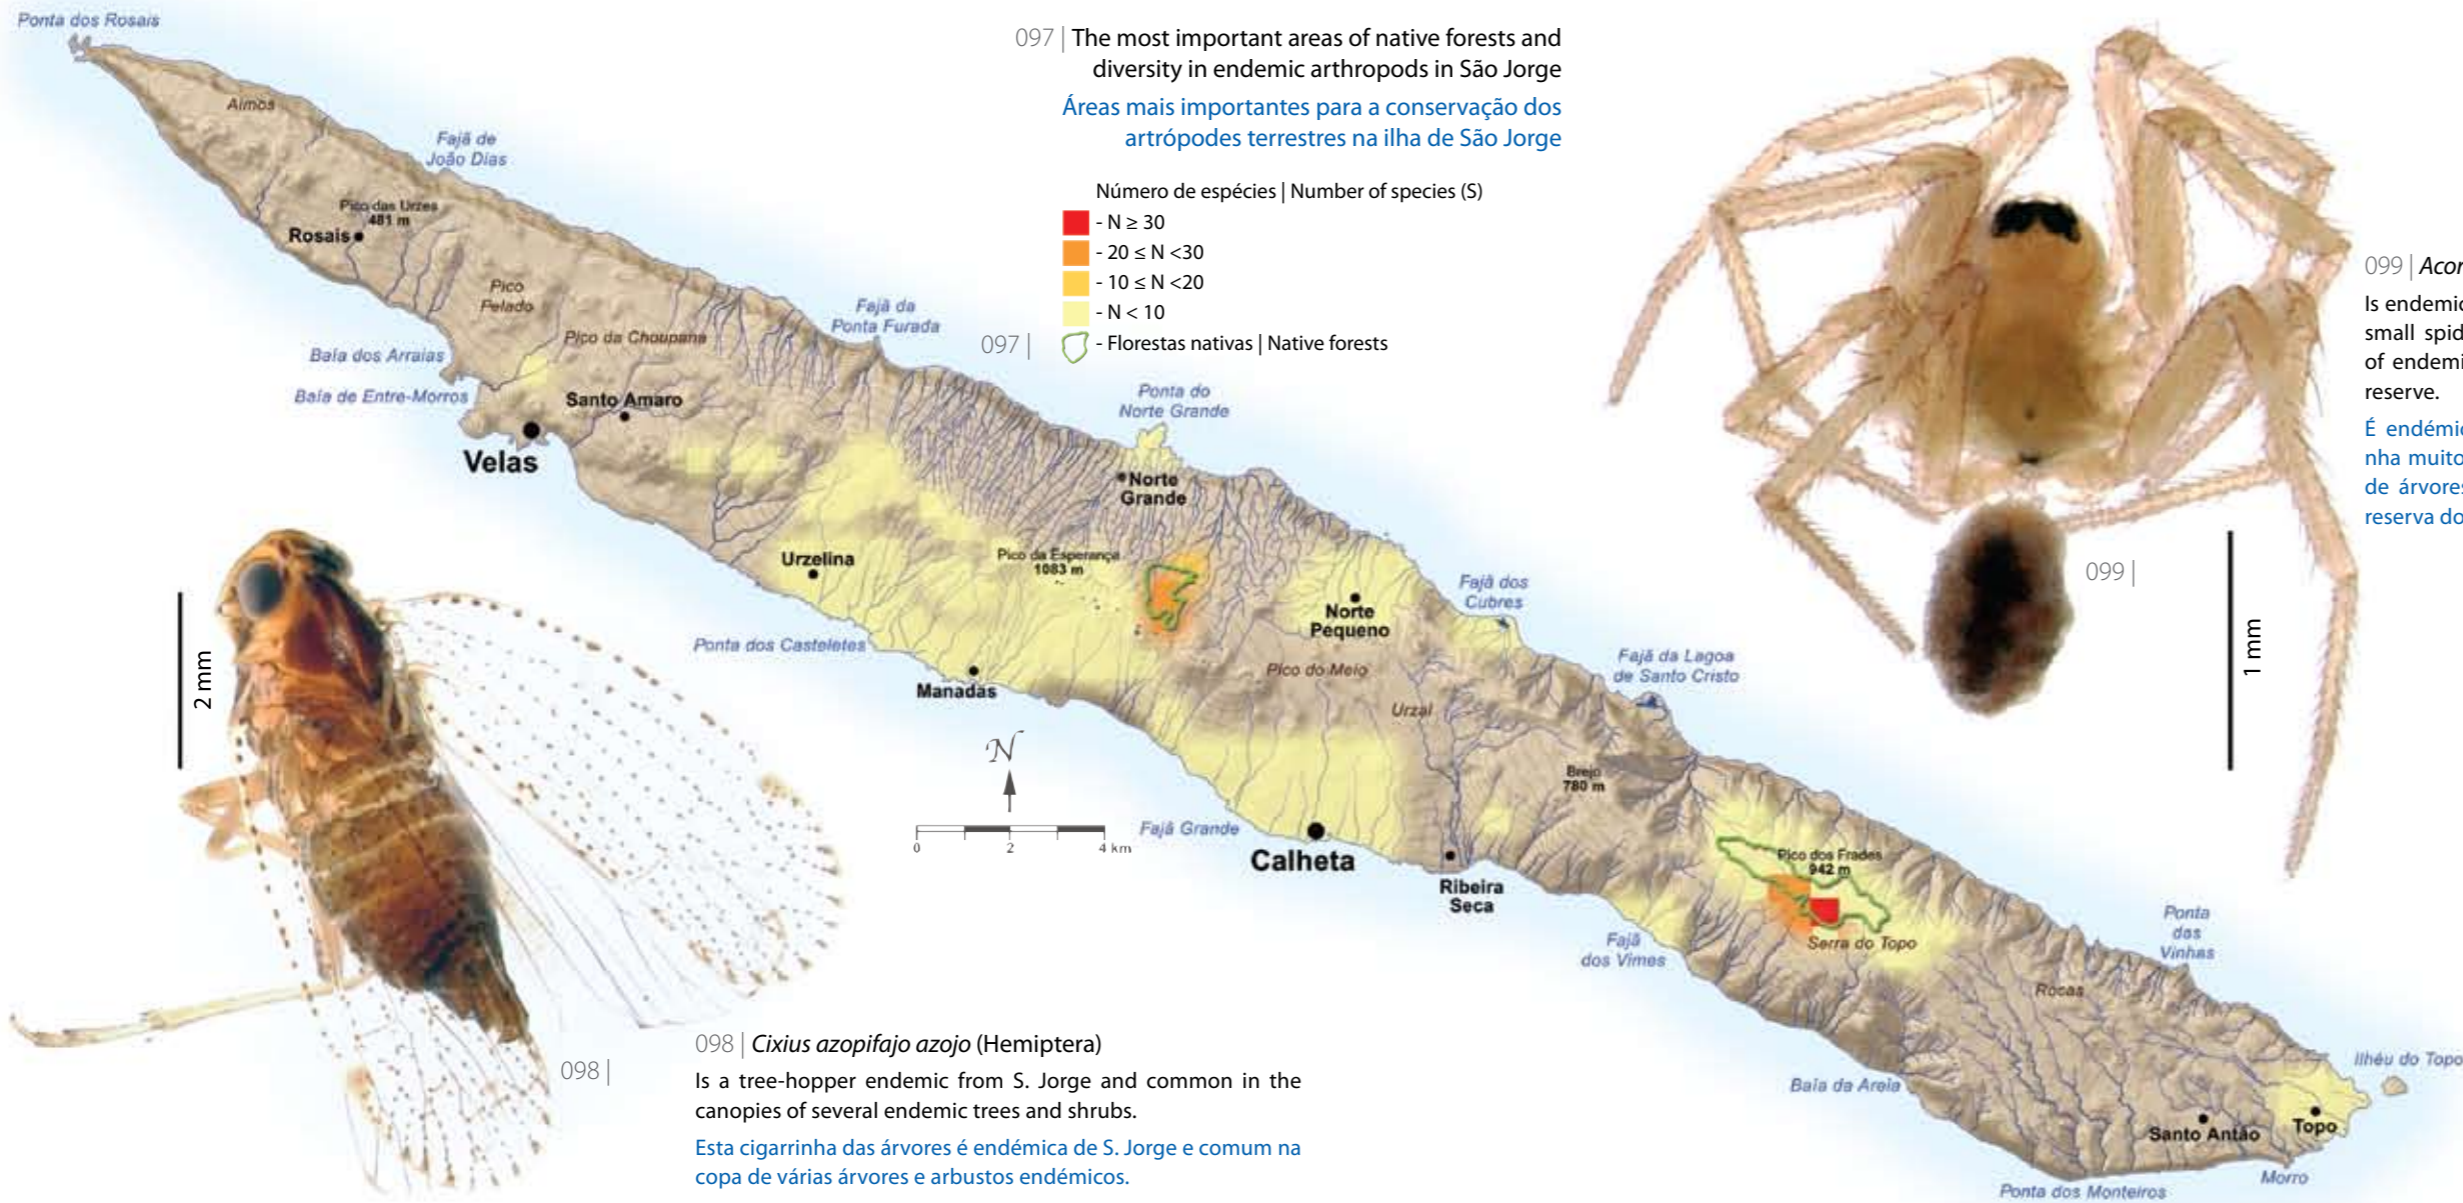 Ponta dos Rosais
Aimos
Fajã de
João Dias
Pico das Urzes
481 m
Rosais
Pico
Pelado
Pico da Choupana
Fajã da
Ponta Furada
Baía dos Arraias
Baía de Entre-Morros
Santo Amaro
Velas
097 | The most important areas of native forests and
diversity in endemic arthropods in São Jorge
Áreas mais importantes para a conservação dos
artrópodes terrestres na ilha de São Jorge
Número de espécies | Number of species (S)
- N ≥ 30
- 20 ≤ N <30
- 10 ≤ N <20
- N < 10
- Florestas nativas | Native forests
097 |
Ponta do
Norte Grande
Norte
Grande
Urzelina
Pico da Esperança
1083 m
Ponta dos Casteletes
Manadas
Norte
Pequeno
Fajã dos
Cubres
Pico do Meio
Urzal
Fajã da Lagoa
de Santo Cristo
Brejo
780 m
N
0 2 4 km
Fajã Grande
Calheta
Ribeira
Seca
Fajã
dos Vimes
Pico dos Frades
942 m
Serra do Topo
Ponta
das
Vinhas
Rocas
Baía da Areia
Ilhéu do Topo
Santo Antão
Topo
Morro
Ponta dos Monteiros
2 mm
098 |
098 | Cixius azopifajo azojo (Hemiptera)
Is a tree-hopper endemic from S. Jorge and common in the
canopies of several endemic trees and shrubs.
Esta cigarrinha das árvores é endémica de S. Jorge e comum na
copa de várias árvores e arbustos endémicos.
099 |
1 mm
099 | Acor
Is endemic
small spid
of endemi
reserve.
É endémic
nha muito
de árvores
reserva do